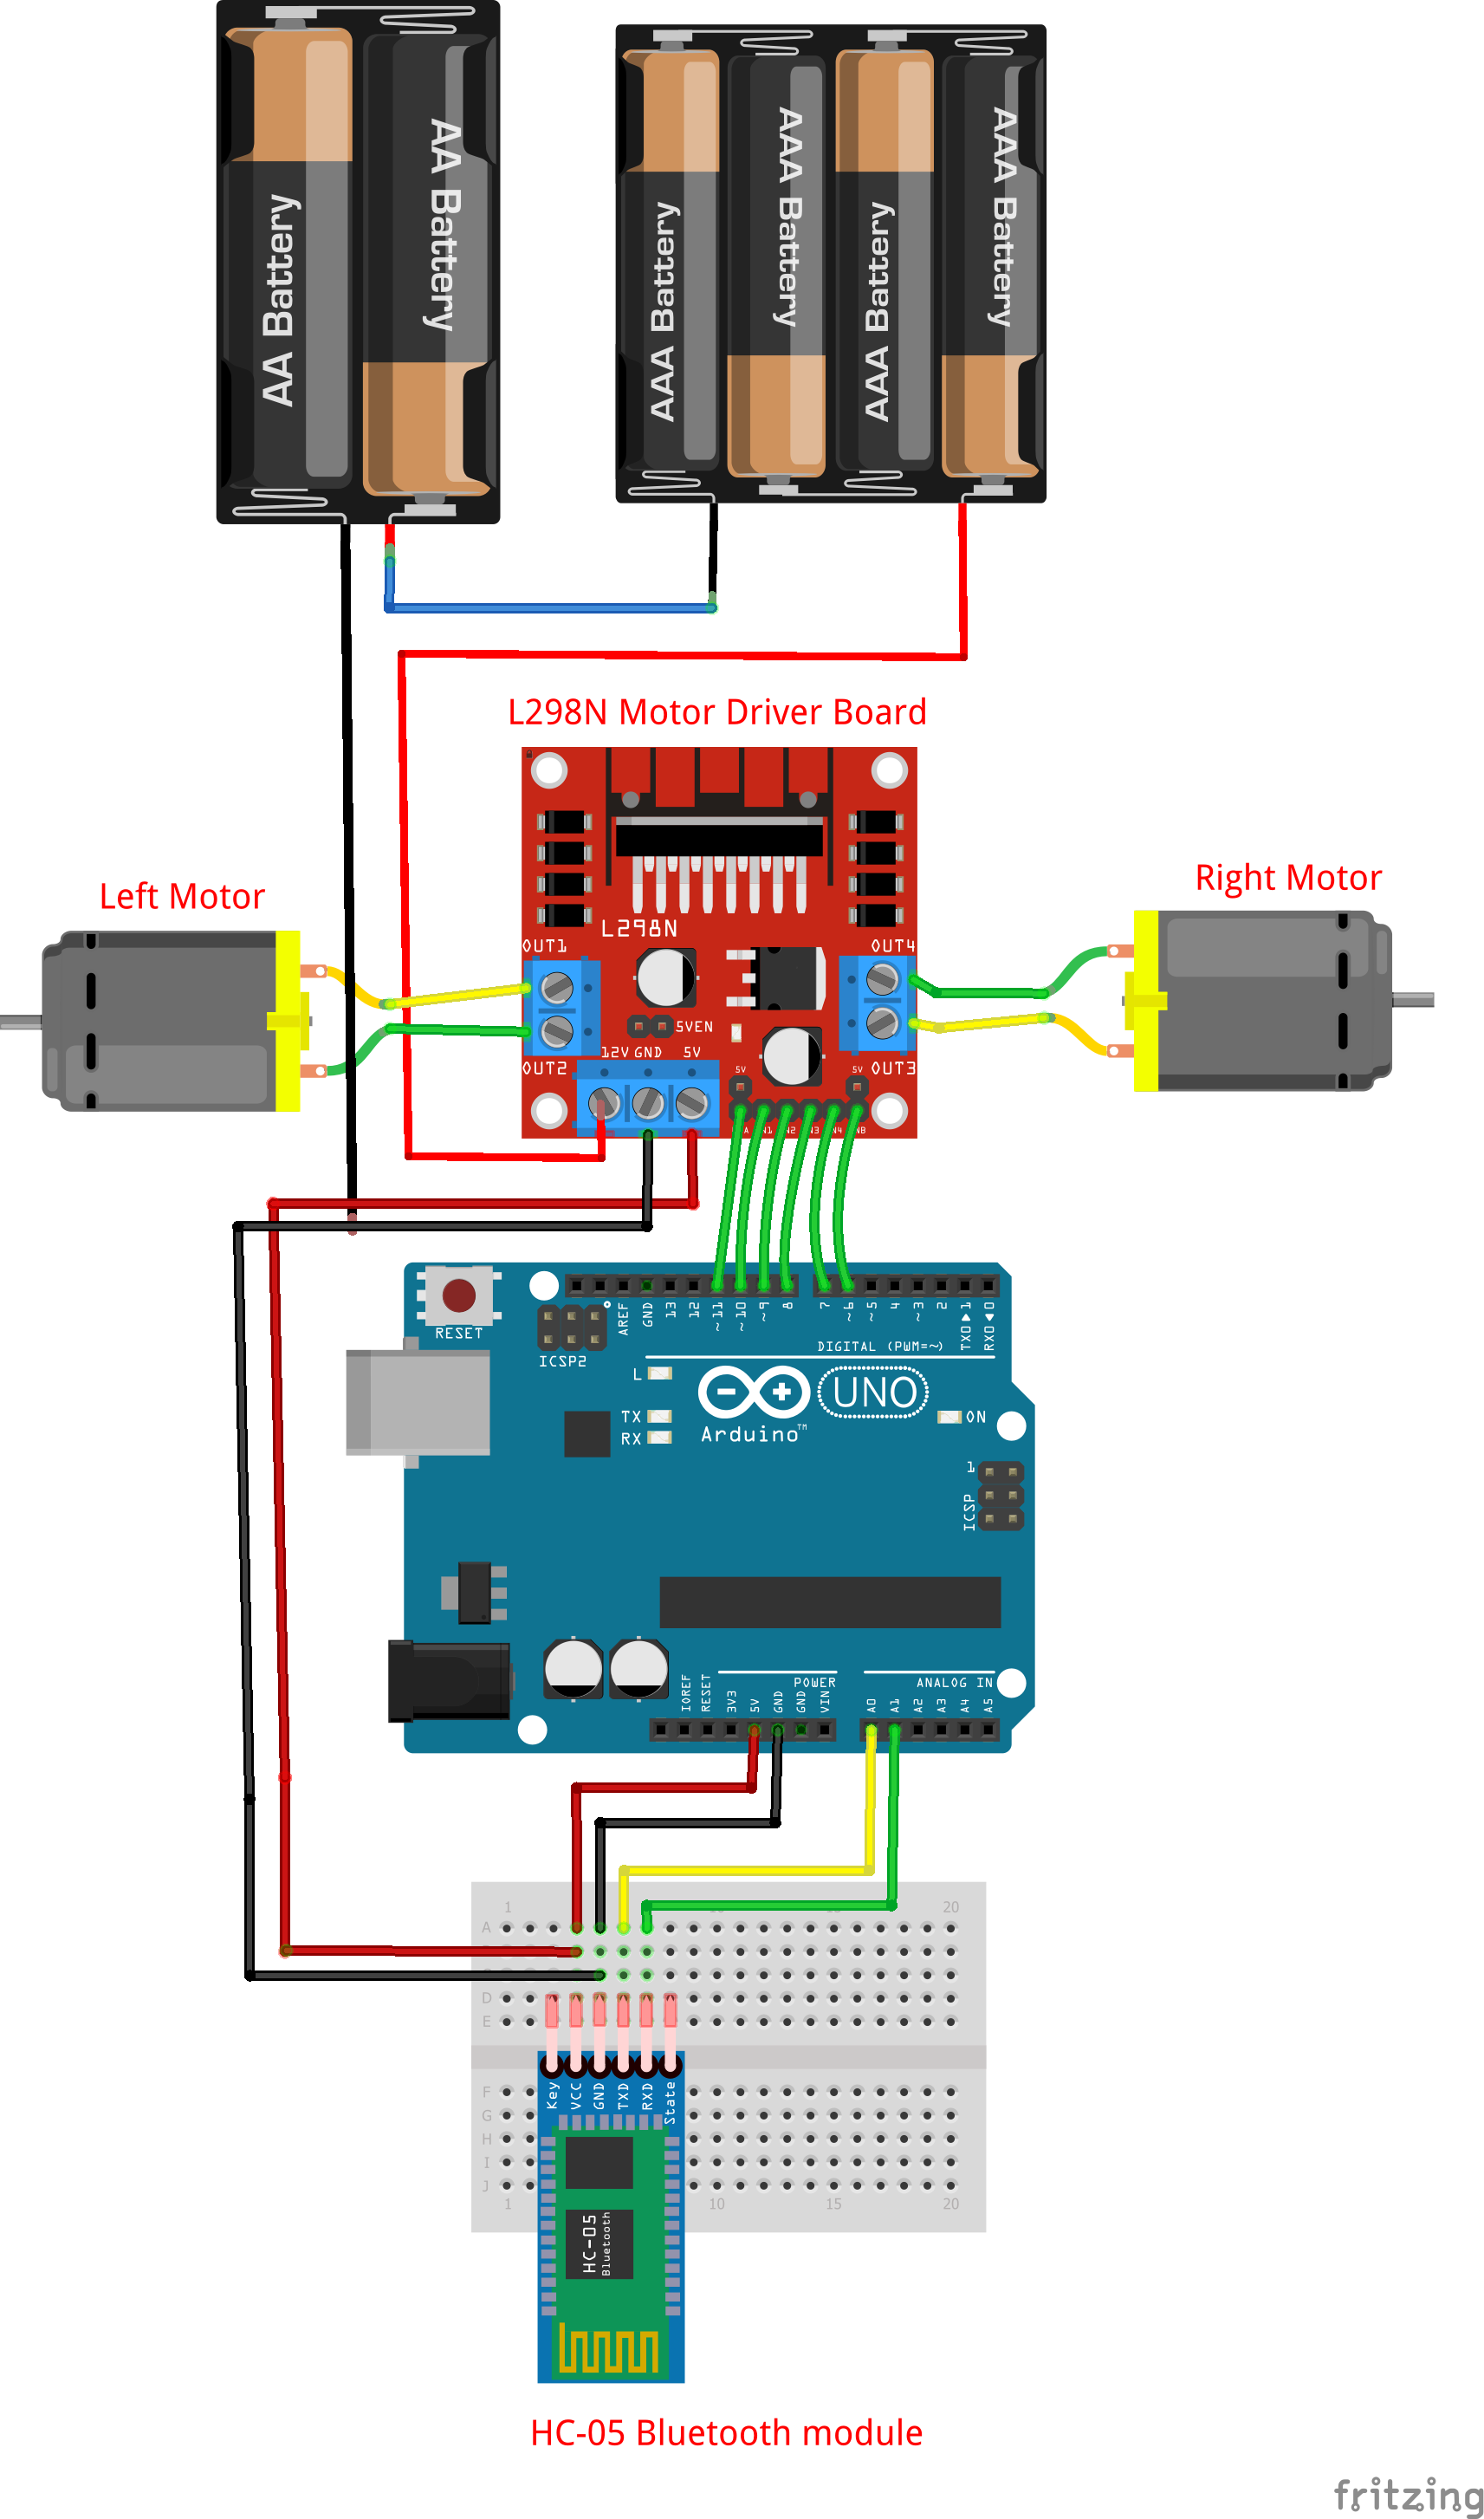 AA Battery
AA Battery
AAA Battery
AAA Battery
AAA Battery
AAA Battery
L298N Motor Driver Board
Left Motor
Right Motor
L298N
OUT1
OUT4
5VEN
OUT2
12V GND 5V
OUT3
5V
5V
RESET
ICSP2
AREF
GND
13
12
~11
~10
~9
8
7
~6
~5
4
~3
2
TX0▶1
RX0◀0
DIGITAL (PWM=~)
L
TX
RX
Arduino™
UNO
ON
1
ICSP
IOREF
RESET
3V3
5V
GND
GND
VIN
POWER
A0
A1
A2
A3
A4
A5
ANALOG IN
1
20
A
D
E
Key
VCC
GND
TXD
RXD
State
F
G
H
I
J
1
10
15
20
HC-05
Bluetooth
HC-05 Bluetooth module
fritzing